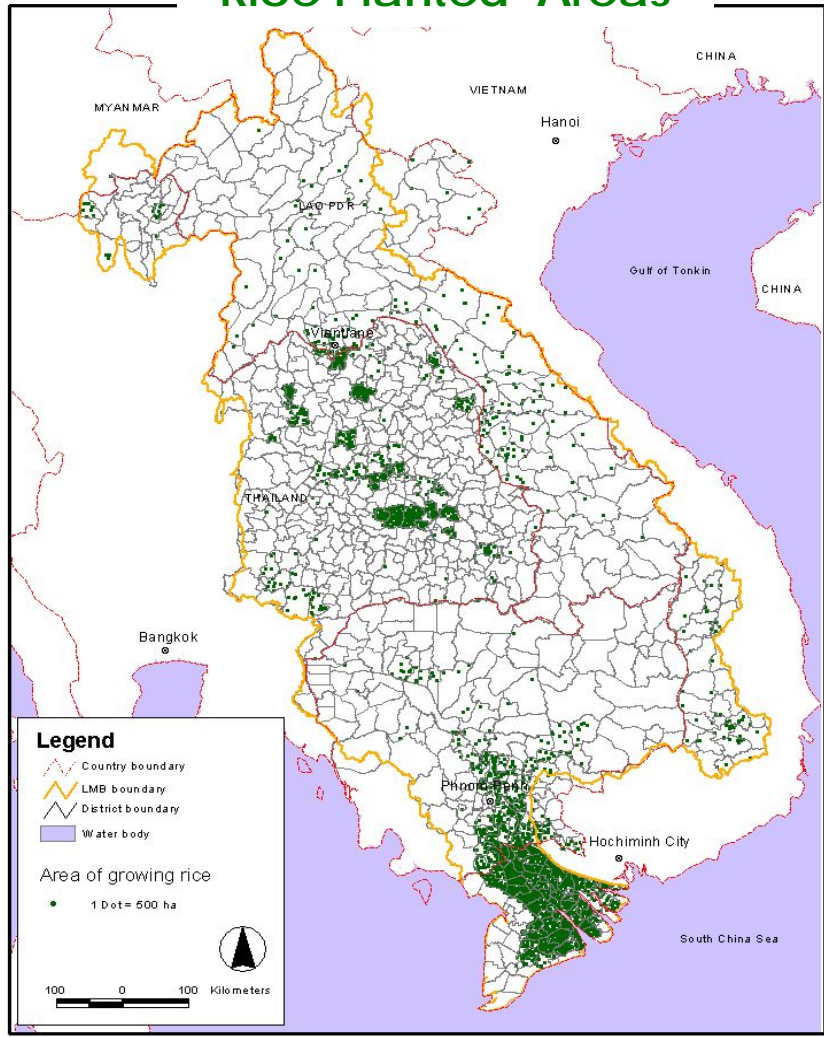 Rice Planted Areas
CHINA
VIETNAM
MYANMAR
Hanoi
LAO PDR
Gulf of Tonkin
CHINA
Vientiane
THAILAND
Bangkok
Phnom Penh
Hochiminh City
South China Sea
Legend
Country boundary
LMB boundary
District boundary
Water body
Area of growing rice
1 Dot = 500 ha
100 0 100 Kilometers